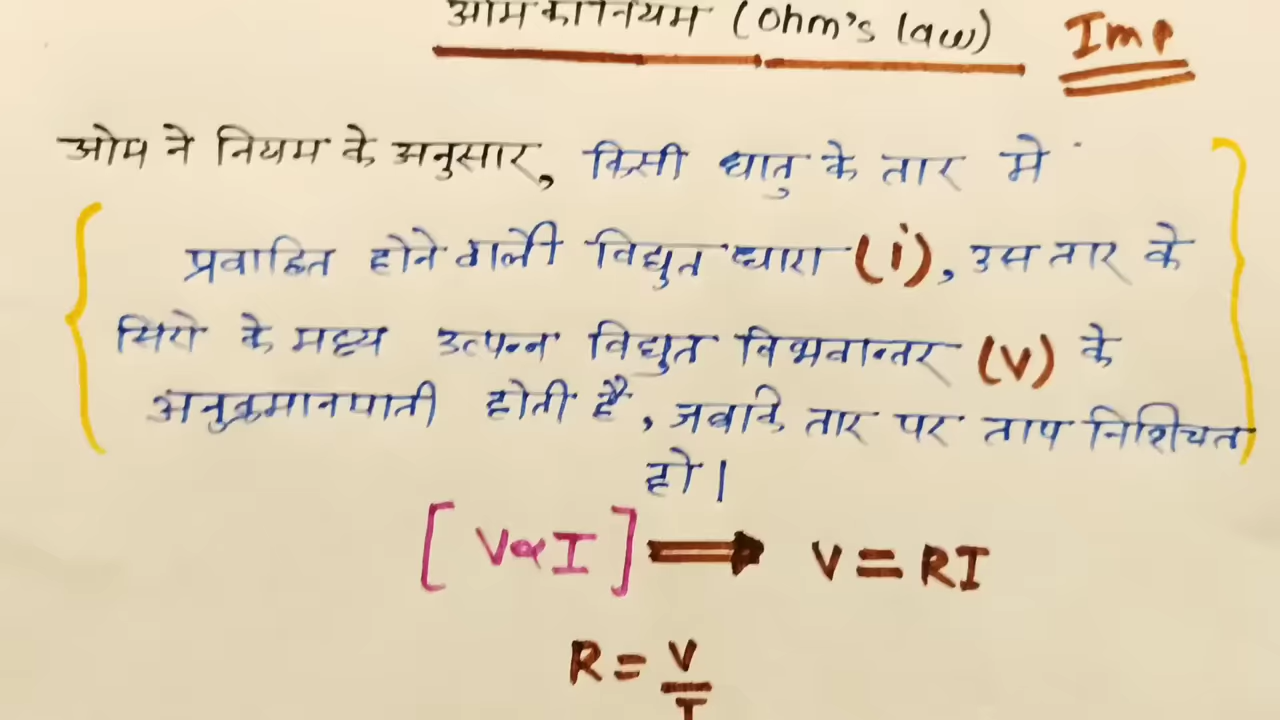 ओम का नियम (Ohm's law) Imp
ओम ने नियम के अनुसार, किसी धातु के तार मे
प्रवाहित होने वाली विद्युत धारा (i), उस तार के
सिरो के मध्य उत्पन्न विद्युत विभवान्तर (V) के
अनुक्रमानुपाती होती है, जबकि तार पर ताप निश्चित
हो।
[V∝I] ⟹ V = RI
R = V/I